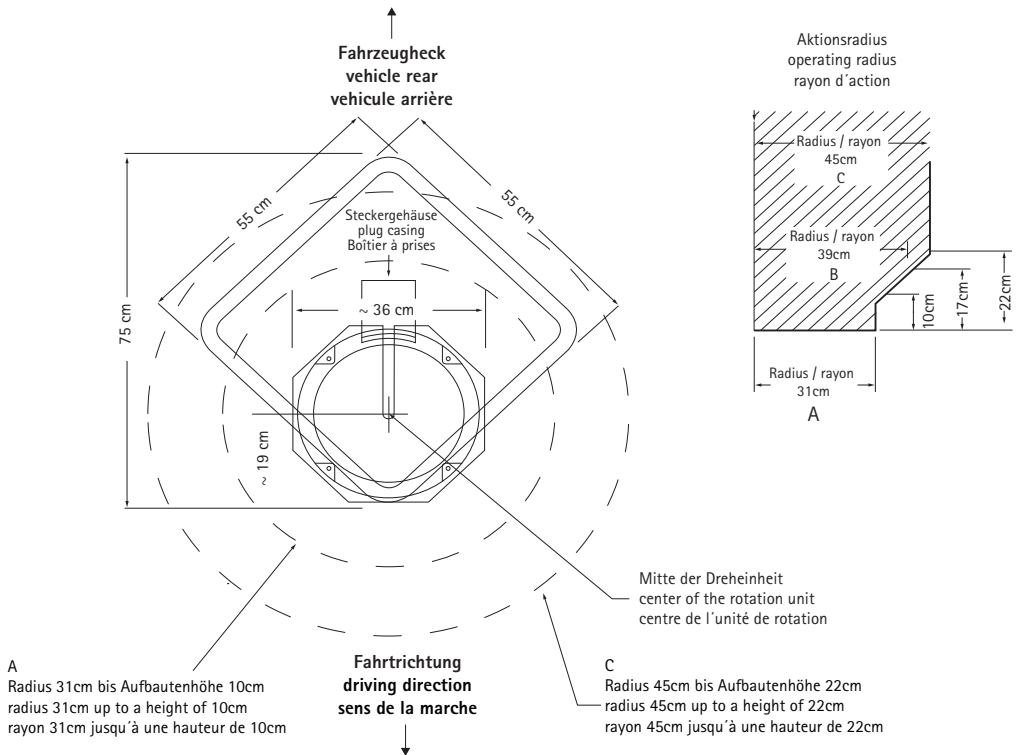 Fahrzeugheck
vehicle rear
vehicule arrière
75 cm
55 cm
55 cm
Steckergehäuse
plug casing
Boîtier à prises
~ 36 cm
~ 19 cm
Aktionsradius
operating radius
rayon d´action
Radius / rayon
45cm
C
Radius / rayon
39cm
B
10cm
17cm
22cm
Radius / rayon
31cm
A
Mitte der Dreheinheit
center of the rotation unit
centre de l´unité de rotation
A
Radius 31cm bis Aufbautenhöhe 10cm
radius 31cm up to a height of 10cm
rayon 31cm jusqu´à une hauteur de 10cm
Fahrtrichtung
driving direction
sens de la marche
C
Radius 45cm bis Aufbautenhöhe 22cm
radius 45cm up to a height of 22cm
rayon 45cm jusqu´à une hauteur de 22cm